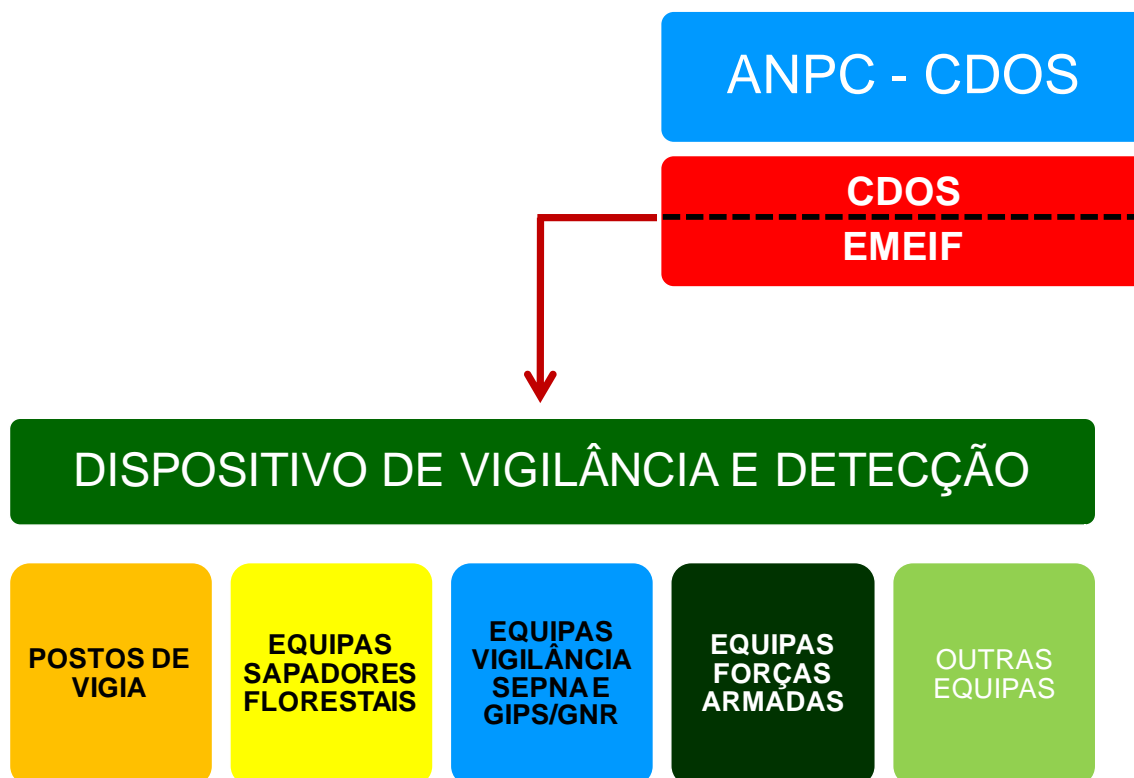 ANPC - CDOS
CDOS
EMEIF
DISPOSITIVO DE VIGILÂNCIA E DETECÇÃO
POSTOS DE
VIGIA
EQUIPAS
SAPADORES
FLORESTAIS
EQUIPAS
VIGILÂNCIA
SEPNA E
GIPS/GNR
EQUIPAS
FORÇAS
ARMADAS
OUTRAS
EQUIPAS